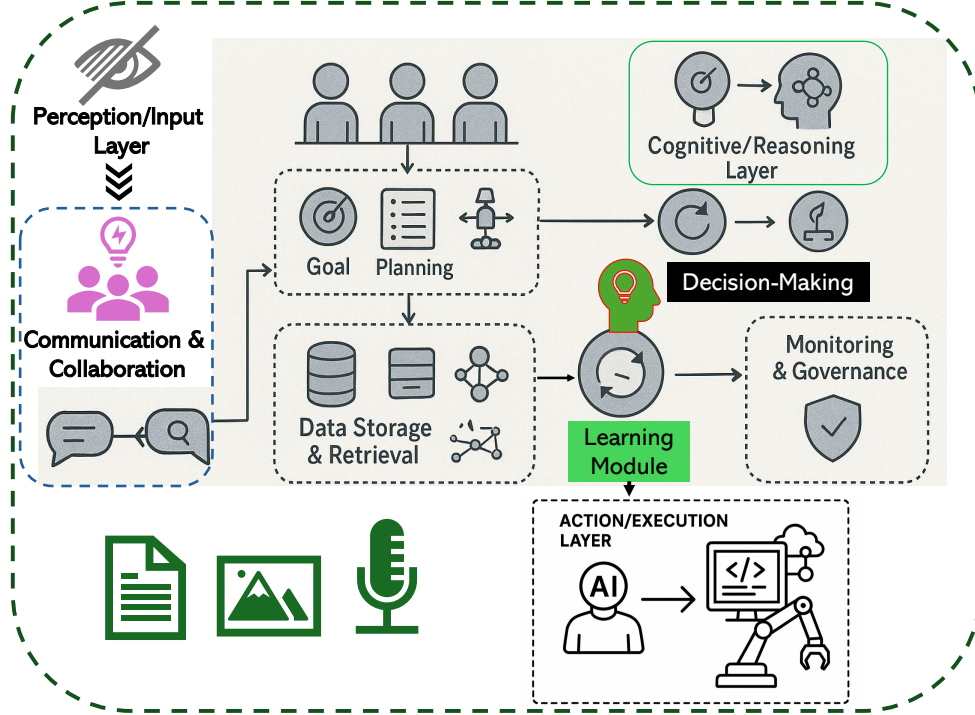 Perception/Input
Layer
Communication &
Collaboration
Goal
Planning
Data Storage
& Retrieval
Cognitive/Reasoning
Layer
Decision-Making
Learning
Module
Monitoring
& Governance
ACTION/EXECUTION
LAYER
AI
</>